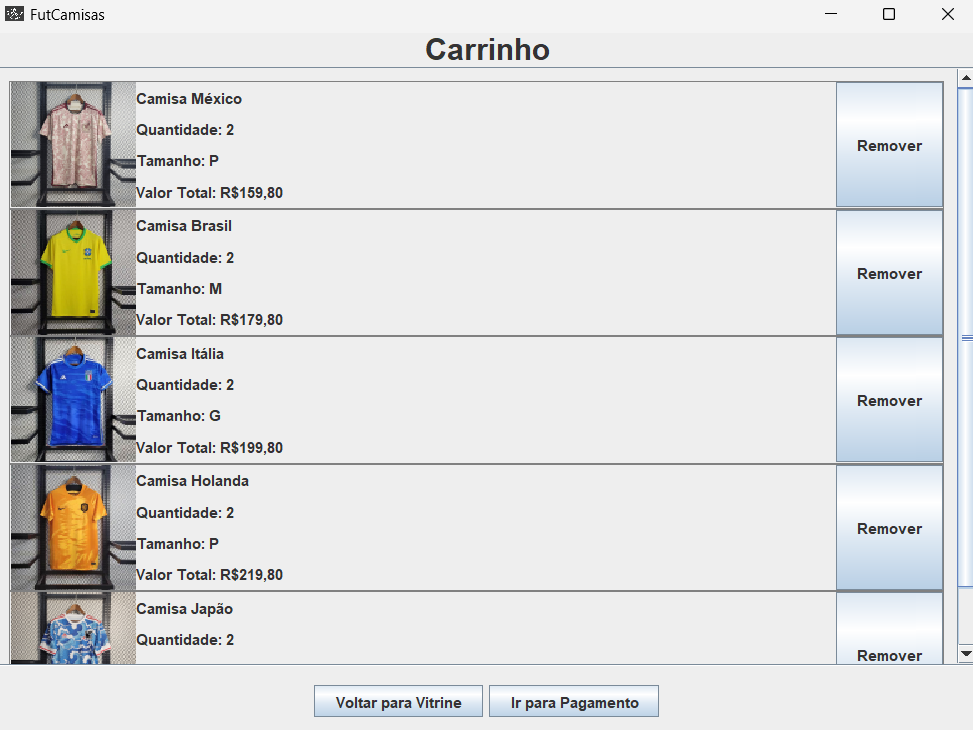 FutCamisas
Carrinho
Camisa México
Quantidade: 2
Tamanho: P
Valor Total: R$159,80
Remover
Camisa Brasil
Quantidade: 2
Tamanho: M
Valor Total: R$179,80
Remover
Camisa Itália
Quantidade: 2
Tamanho: G
Valor Total: R$199,80
Remover
Camisa Holanda
Quantidade: 2
Tamanho: P
Valor Total: R$219,80
Remover
Camisa Japão
Quantidade: 2
Remover
Voltar para Vitrine
Ir para Pagamento